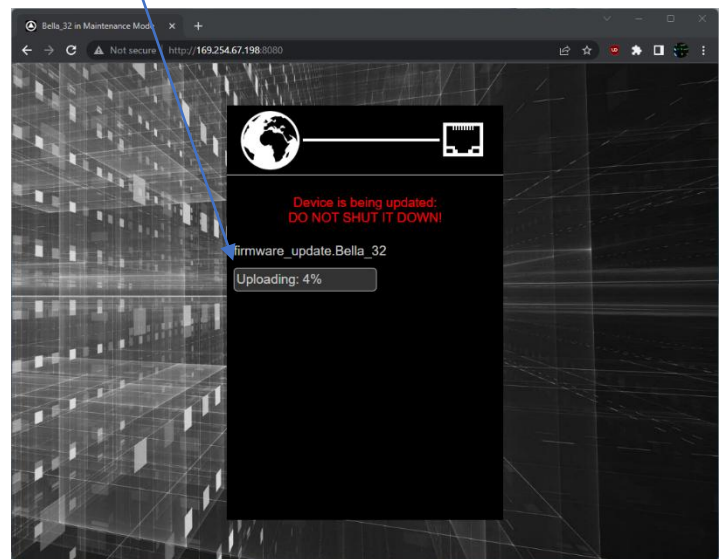 Bella_32 in Maintenance Mode
Not secure http://169.254.67.198:8080
Device is being updated:
DO NOT SHUT IT DOWN!
firmware_update.Bella_32
Uploading: 4%